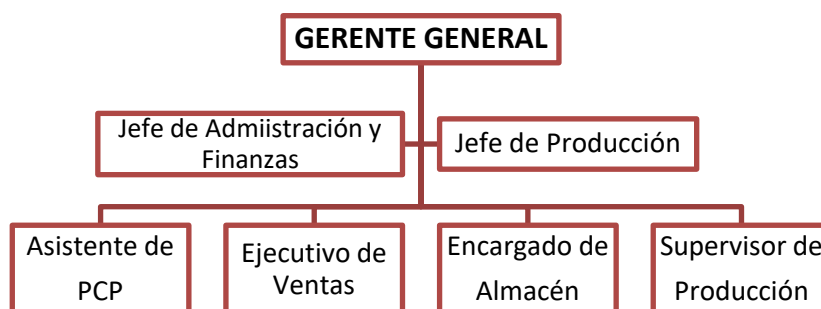 GERENTE GENERAL
Jefe de Admiistración y
Finanzas
Jefe de Producción
Asistente de
PCP
Ejecutivo de
Ventas
Encargado de
Almacén
Supervisor de
Producción